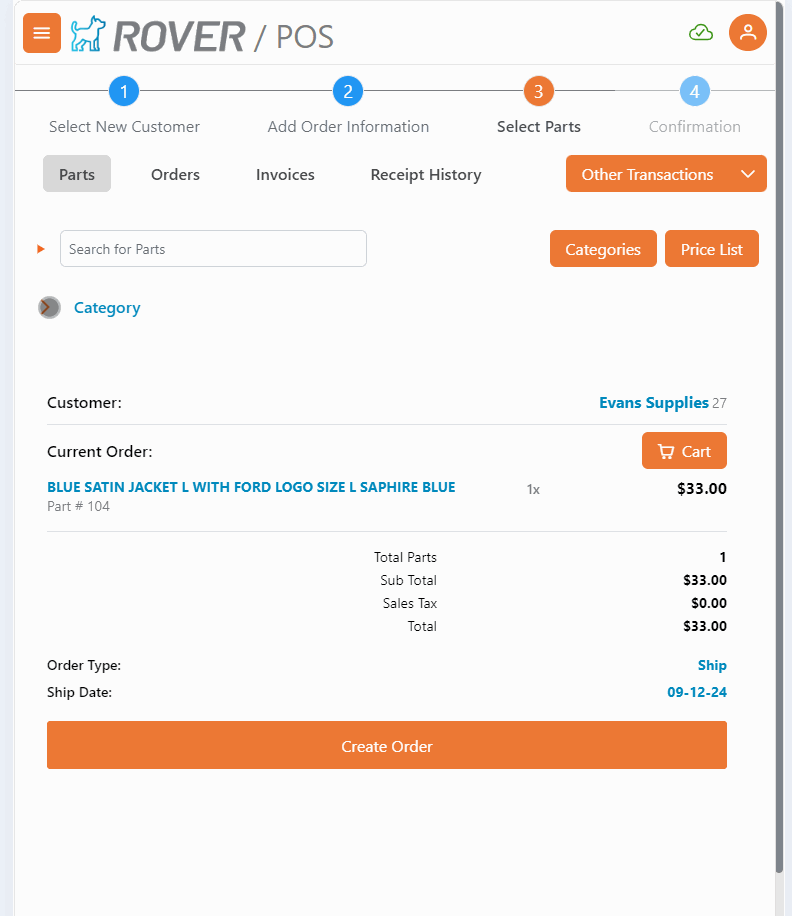 ROVER / POS
1 2 3 4
Select New Customer Add Order Information Select Parts Confirmation
Parts Orders Invoices Receipt History Other Transactions
Search for Parts Categories Price List
Category
Customer: Evans Supplies 27
Current Order: Cart
BLUE SATIN JACKET L WITH FORD LOGO SIZE L SAPHIRE BLUE 1x $33.00
Part # 104
Total Parts 1
Sub Total $33.00
Sales Tax $0.00
Total $33.00
Order Type: Ship
Ship Date: 09-12-24
Create Order